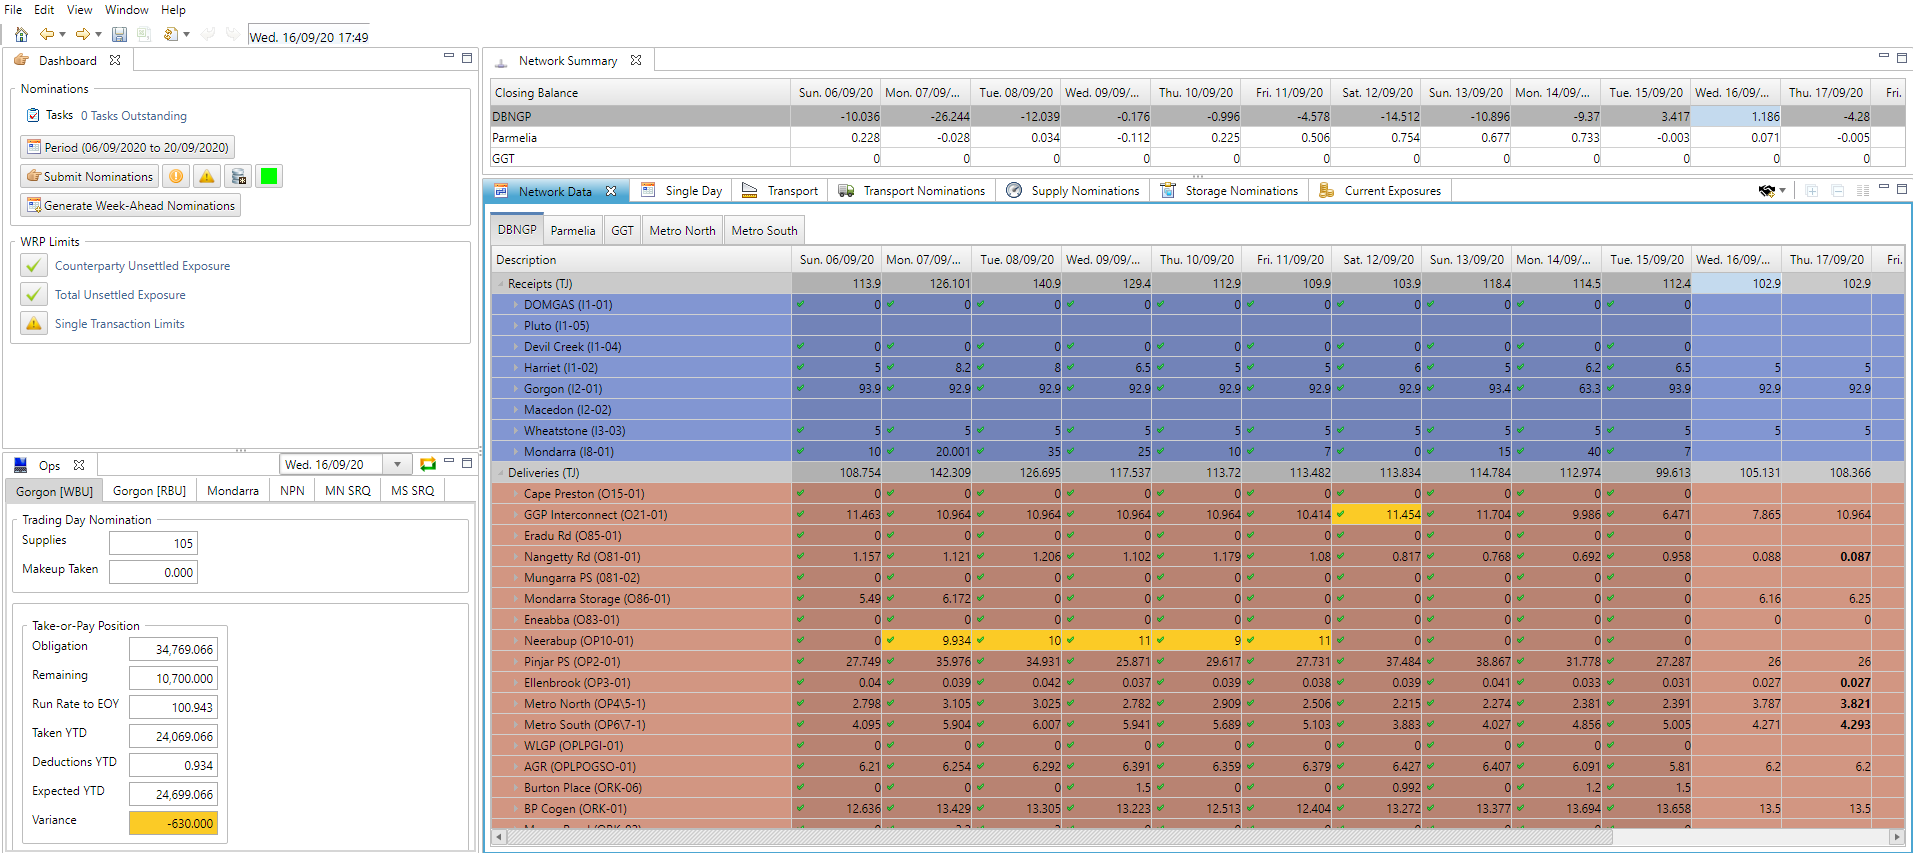 File Edit View Window Help
Wed. 16/09/20 17:49
Dashboard
Nominations
Tasks 0 Tasks Outstanding
Period (06/09/2020 to 20/09/2020)
Submit Nominations
Generate Week-Ahead Nominations
WRP Limits
Counterparty Unsettled Exposure
Total Unsettled Exposure
Single Transaction Limits
Ops Wed. 16/09/20
Gorgon [WBU] Gorgon [RBU] Mondarra NPN MN SRQ MS SRQ
Trading Day Nomination
Supplies 105
Makeup Taken 0.000
Take-or-Pay Position
Obligation 34,769.066
Remaining 10,700.000
Run Rate to EOY 100.943
Taken YTD 24,069.066
Deductions YTD 0.934
Expected YTD 24,699.066
Variance -630.000
Network Summary
Closing Balance Sun. 06/09/20 Mon. 07/09/... Tue. 08/09/20 Wed. 09/09/... Thu. 10/09/20 Fri. 11/09/20 Sat. 12/09/20 Sun. 13/09/20 Mon. 14/09/... Tue. 15/09/20 Wed. 16/09/... Thu. 17/09/20 Fri.
DBNGP -10.036 -26.244 -12.039 -0.176 -0.996 -4.578 -14.512 -10.896 -9.37 3.417 1.186 -4.28
Parmelia 0.228 -0.028 0.034 -0.112 0.225 0.506 0.754 0.677 0.733 -0.003 0.071 -0.005
GGT 0 0 0 0 0 0 0 0 0 0 0 0
Network Data Single Day Transport Transport Nominations Supply Nominations Storage Nominations Current Exposures
DBNGP Parmelia GGT Metro North Metro South
Description Sun. 06/09/20 Mon. 07/09/... Tue. 08/09/20 Wed. 09/09/... Thu. 10/09/20 Fri. 11/09/20 Sat. 12/09/20 Sun. 13/09/20 Mon. 14/09/... Tue. 15/09/20 Wed. 16/09/... Thu. 17/09/20 Fri.
Receipts (TJ) 113.9 126.101 140.9 129.4 112.9 109.9 103.9 118.4 114.5 112.4 102.9 102.9
DOMGAS (I1-01) 0 0 0 0 0 0 0 0 0 0
Pluto (I1-05)
Devil Creek (I1-04) 0 0 0 0 0 0 0 0 0 0
Harriet (I1-02) 5 8.2 8 6.5 5 5 6 5 6.2 6.5 5 5
Gorgon (I2-01) 93.9 92.9 92.9 92.9 92.9 92.9 92.9 93.4 63.3 93.9 92.9 92.9
Macedon (I2-02)
Wheatstone (I3-03) 5 5 5 5 5 5 5 5 5 5 5 5
Mondarra (I8-01) 10 20.001 35 25 10 7 0 15 40 7
Deliveries (TJ) 108.754 142.309 126.695 117.537 113.72 113.482 113.834 114.784 112.974 99.613 105.131 108.366
Cape Preston (O15-01) 0 0 0 0 0 0 0 0 0 0
GGP Interconnect (O21-01) 11.463 10.964 10.964 10.964 10.964 10.414 11.454 11.704 9.986 6.471 7.865 10.964
Eradu Rd (O85-01) 0 0 0 0 0 0 0 0 0 0
Nangetty Rd (O81-01) 1.157 1.121 1.206 1.102 1.179 1.08 0.817 0.768 0.692 0.958 0.088 0.087
Mungarra PS (081-02) 0 0 0 0 0 0 0 0 0 0
Mondarra Storage (O86-01) 5.49 6.172 0 0 0 0 0 0 0 0 6.16 6.25
Eneabba (O83-01) 0 0 0 0 0 0 0 0 0 0 0 0
Neerabup (OP10-01) 0 9.934 10 11 9 11 0 0 0 0
Pinjar PS (OP2-01) 27.749 35.976 34.931 25.871 29.617 27.731 37.484 38.867 31.778 27.287 26 26
Ellenbrook (OP3-01) 0.04 0.039 0.042 0.037 0.039 0.038 0.039 0.041 0.033 0.031 0.027 0.027
Metro North (OP4\5-1) 2.798 3.105 3.025 2.782 2.909 2.506 2.215 2.274 2.381 2.391 3.787 3.821
Metro South (OP6\7-1) 4.095 5.904 6.007 5.941 5.689 5.103 3.883 4.027 4.856 5.005 4.271 4.293
WLGP (OPLPGI-01) 0 0 0 0 0 0 0 0 0 0
AGR (OPLPOGSO-01) 6.21 6.254 6.292 6.391 6.359 6.379 6.427 6.407 6.091 5.81 6.2 6.2
Burton Place (ORK-06) 0 0 0 1.5 0 0 0.992 0 1.2 1.5
BP Cogen (ORK-01) 12.636 13.429 13.305 13.223 12.513 12.404 13.272 13.377 13.694 13.658 13.5 13.5